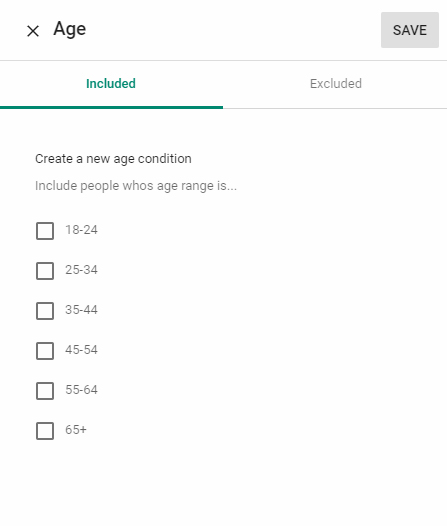 Age
SAVE
Included
Excluded
Create a new age condition
Include people whos age range is...
18-24
25-34
35-44
45-54
55-64
65+